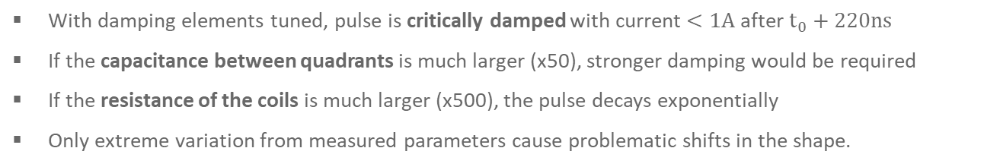 ▪ With damping elements tuned, pulse is critically damped with current < 1A after t₀ + 220ns
▪ If the capacitance between quadrants is much larger (x50), stronger damping would be required
▪ If the resistance of the coils is much larger (x500), the pulse decays exponentially
▪ Only extreme variation from measured parameters cause problematic shifts in the shape.